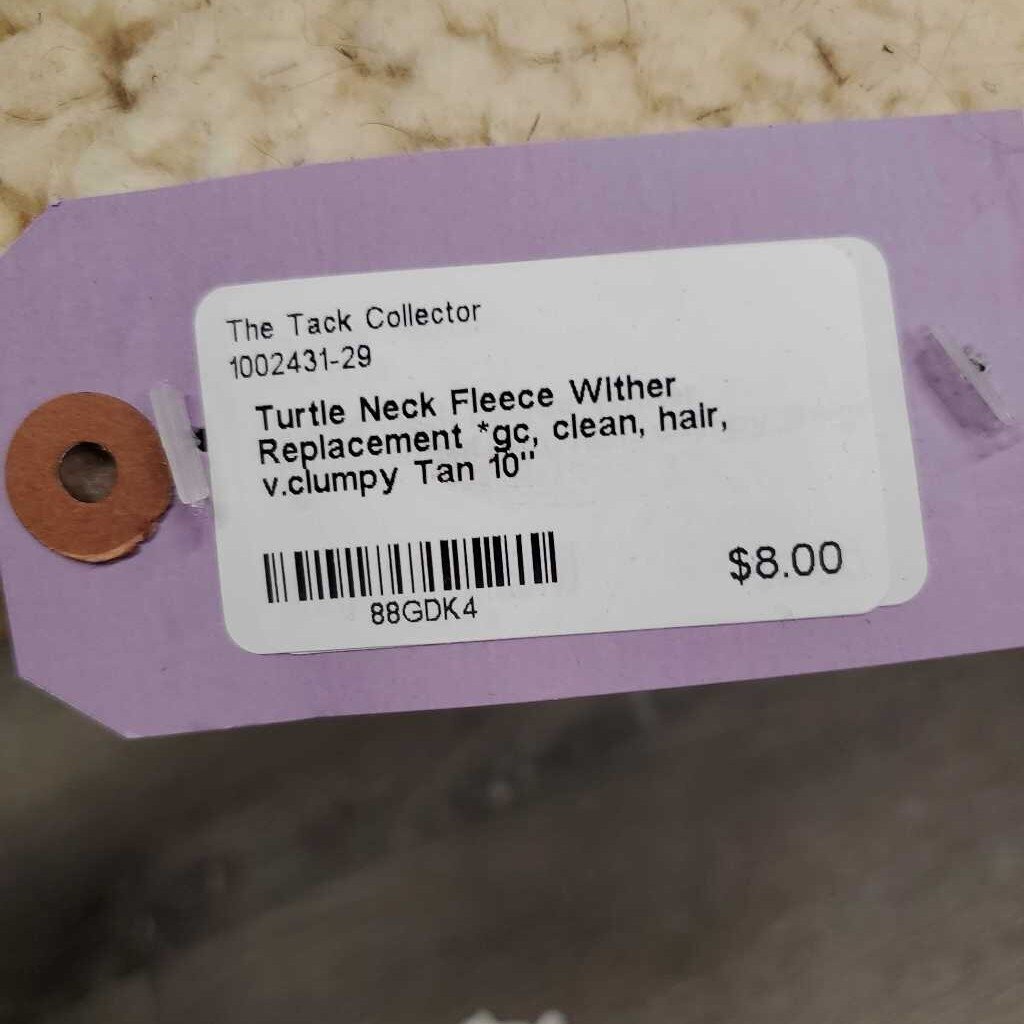 The Tack Collector
1002431-29
Turtle Neck Fleece WIther
Replacement *gc, clean, hair,
v.clumpy Tan 10''
88GDK4
$8.00